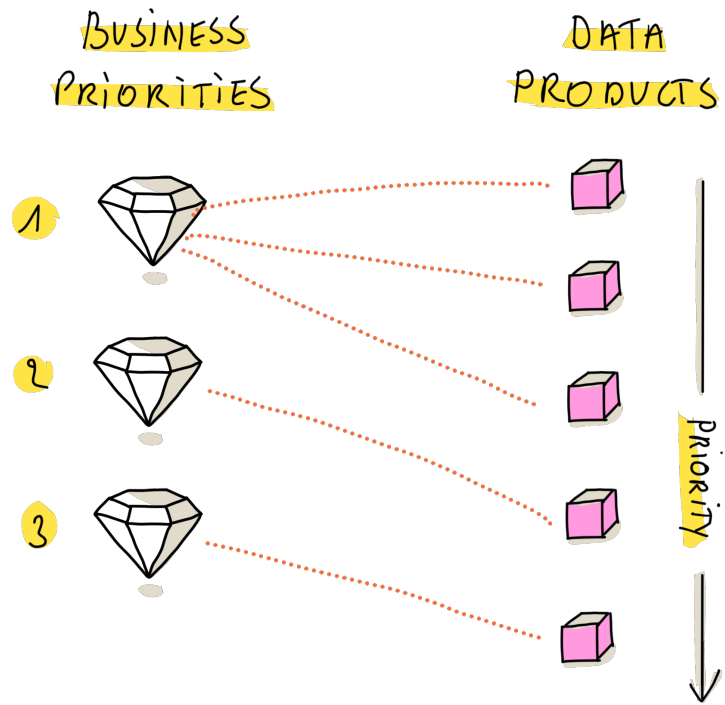 BUSINESS
PRIORITIES
DATA
PRODUCTS
1
2
3
PRIORITY